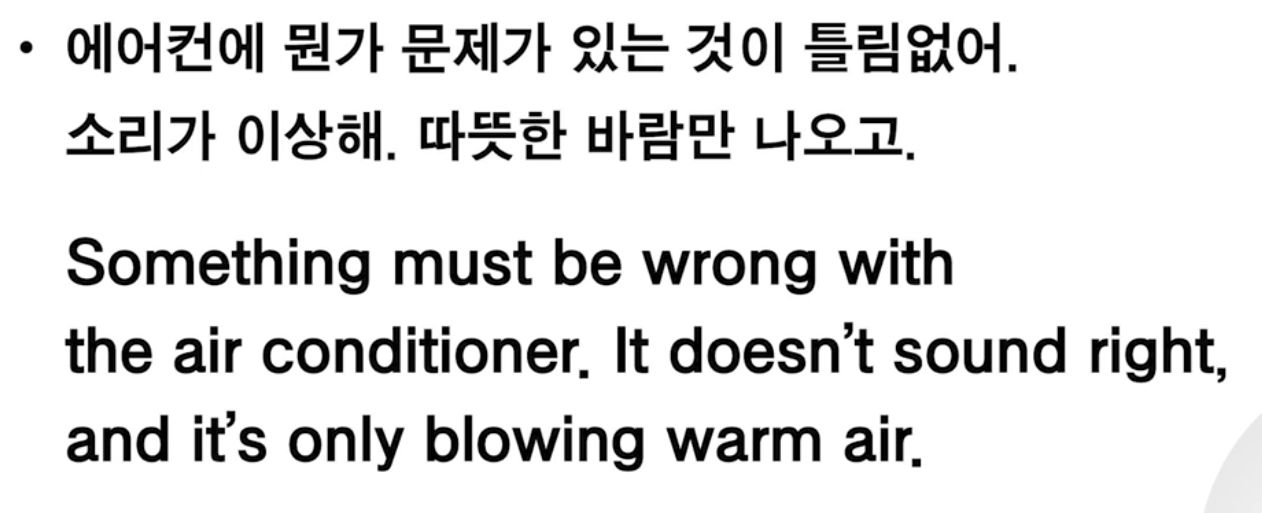 • 에어컨에 뭔가 문제가 있는 것이 틀림없어.
소리가 이상해. 따뜻한 바람만 나오고.
Something must be wrong with
the air conditioner. It doesn’t sound right,
and it’s only blowing warm air.